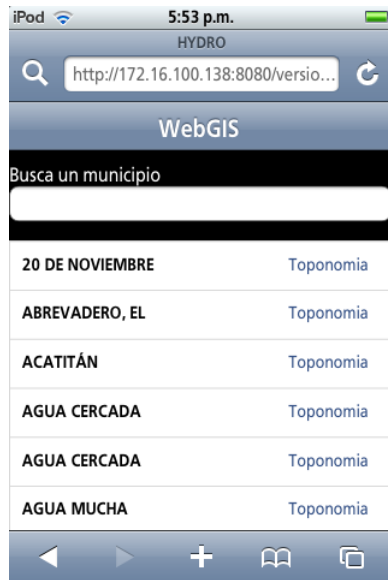 iPod 5:53 p.m.
HYDRO
http://172.16.100.138:8080/versio...
WebGIS
Busca un municipio
20 DE NOVIEMBRE Toponomia
ABREVADERO, EL Toponomia
ACATITÁN Toponomia
AGUA CERCADA Toponomia
AGUA CERCADA Toponomia
AGUA MUCHA Toponomia